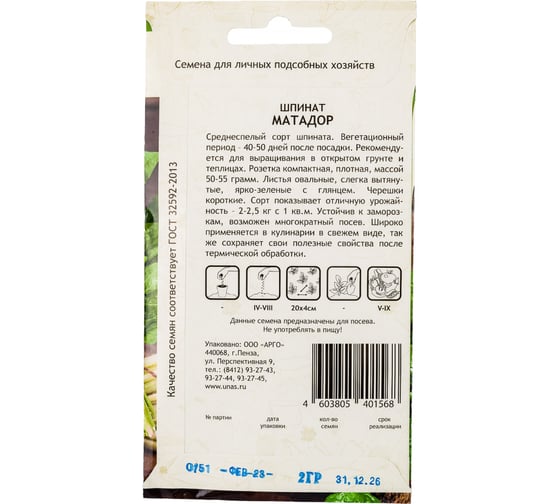 Семена для личных подсобных хозяйств
ШПИНАТ
МАТАДОР
Среднеспелый сорт шпината. Вегетационный
период - 40-50 дней после посадки. Рекоменду-
ется для выращивания в открытом грунте и
теплицах. Розетка компактная, плотная, массой
50-55 грамм. Листья овальные, слегка вытяну-
тые, ярко-зеленые с глянцем. Черешки
короткие. Сорт показывает отличную урожай-
ность - 2-2,5 кг с 1 кв.м. Устойчив к замороз-
кам, возможен многократный посев. Широко
применяется в кулинарии в свежем виде, так
же сохраняет свои полезные свойства после
термической обработки.
- IV-VIII 20х4см - V-IX
Данные семена предназначены для посева.
Не употреблять в пищу!
Упаковано: ООО «АРГО»
440068, г.Пенза,
ул. Перспективная 9,
тел.: (8412) 93-27-43,
93-27-44, 93-27-45,
www.unas.ru
4 603805 401568
№ партии дата упаковки кол-во семян срок реализации
0151 -ФЕВ-23- 2ГР 31.12.26
Качество семян соответствует ГОСТ 32592-2013